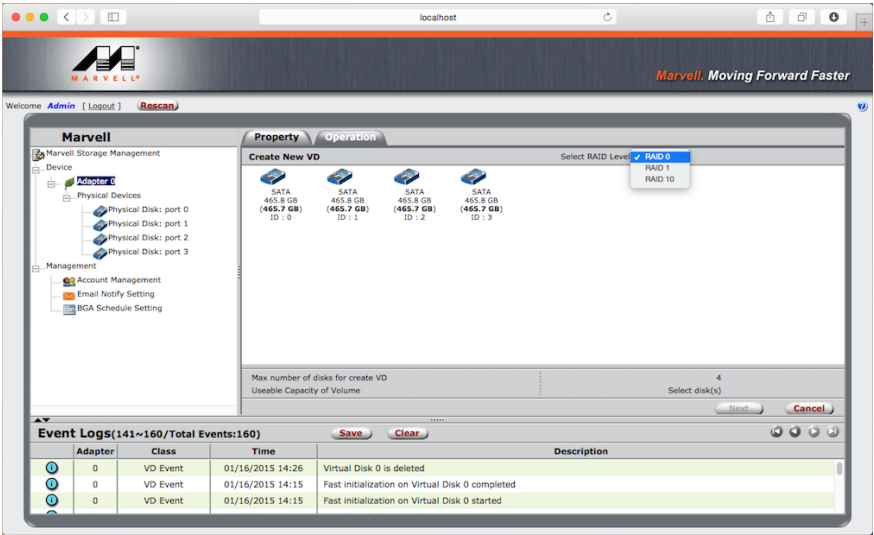 localhost
MARVELL®
Marvell. Moving Forward Faster
Welcome Admin [ Logout ] Rescan
Marvell
Marvell Storage Management
Device
Adapter 0
Physical Devices
Physical Disk: port 0
Physical Disk: port 1
Physical Disk: port 2
Physical Disk: port 3
Management
Account Management
Email Notify Setting
BGA Schedule Setting
Property Operation
Create New VD Select RAID Level
✓ RAID 0
RAID 1
RAID 10
SATA SATA SATA SATA
465.8 GB 465.8 GB 465.8 GB 465.8 GB
(465.7 GB) (465.7 GB) (465.7 GB) (465.7 GB)
ID : 0 ID : 1 ID : 2 ID : 3
Max number of disks for create VD 4
Useable Capacity of Volume Select disk(s)
Next Cancel
Event Logs(141~160/Total Events:160) Save Clear
Adapter Class Time Description
0 VD Event 01/16/2015 14:26 Virtual Disk 0 is deleted
0 VD Event 01/16/2015 14:15 Fast initialization on Virtual Disk 0 completed
0 VD Event 01/16/2015 14:15 Fast initialization on Virtual Disk 0 started